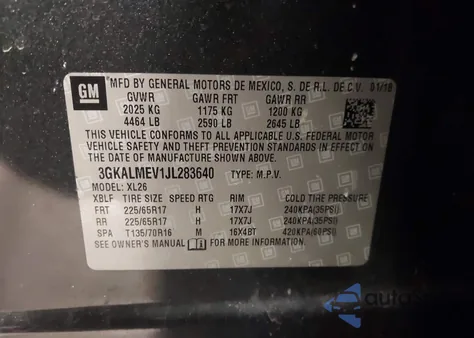 GM
MFD BY GENERAL MOTORS DE MEXICO, S. DE R.L. DE C.V. 01/18
GVWR GAWR FRT GAWR RR
2025 KG 1175 KG 1200 KG
4464 LB 2590 LB 2645 LB
THIS VEHICLE CONFORMS TO ALL APPLICABLE U.S. FEDERAL MOTOR
VEHICLE SAFETY AND THEFT PREVENTION STANDARDS IN EFFECT ON
THE DATE OF MANUFACTURE SHOWN ABOVE.
3GKALMEV1JL283640 TYPE: M.P.V.
MODEL: XL26
XBLF TIRE SIZE SPEED RTG RIM COLD TIRE PRESSURE
FRT 225/65R17 H 17X7J 240KPA(35PSI)
RR 225/65R17 H 17X7J 240KPA(35PSI)
SPA T135/70R16 M 16X4BT 420KPA(60PSI)
SEE OWNER'S MANUAL FOR MORE INFORMATION